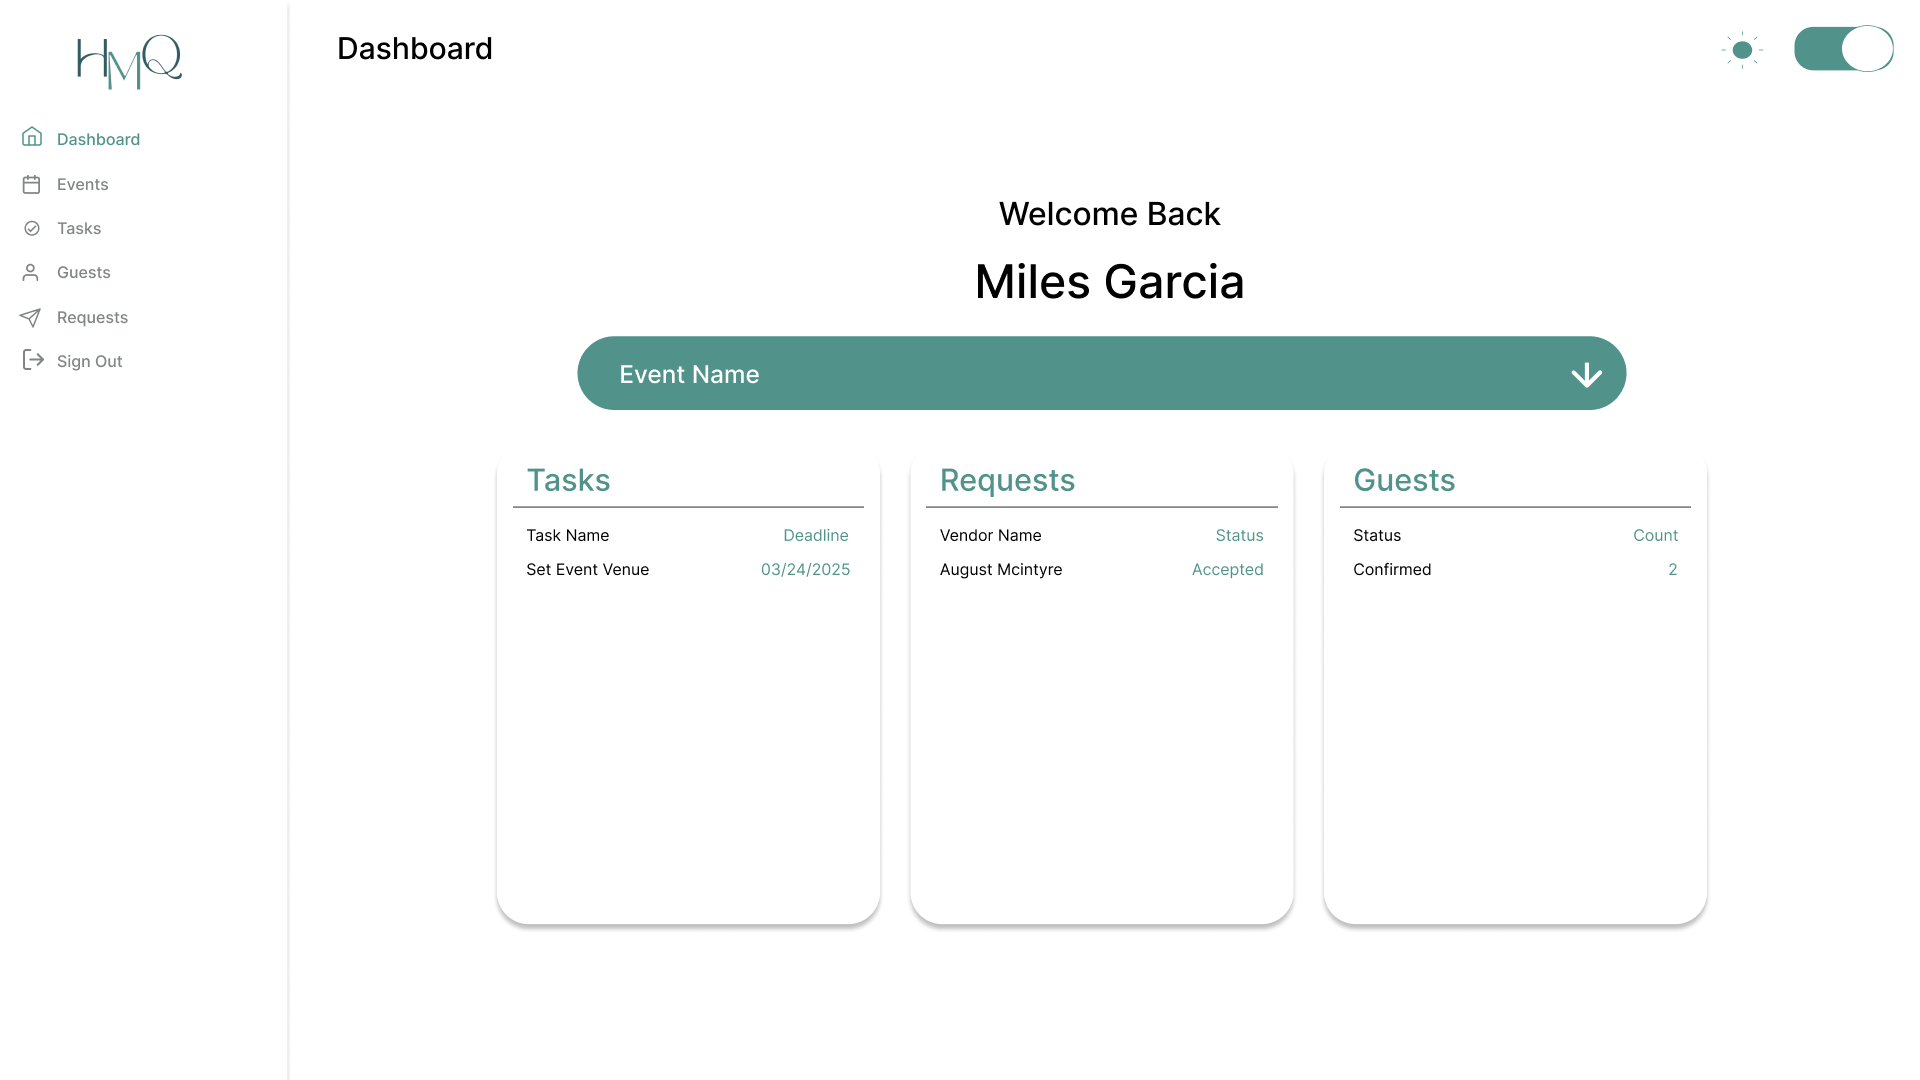 HMQ
Dashboard
Events
Tasks
Guests
Requests
Sign Out
Dashboard
Welcome Back
Miles Garcia
Event Name
Tasks
Task Name Deadline
Set Event Venue 03/24/2025
Requests
Vendor Name Status
August Mcintyre Accepted
Guests
Status Count
Confirmed 2